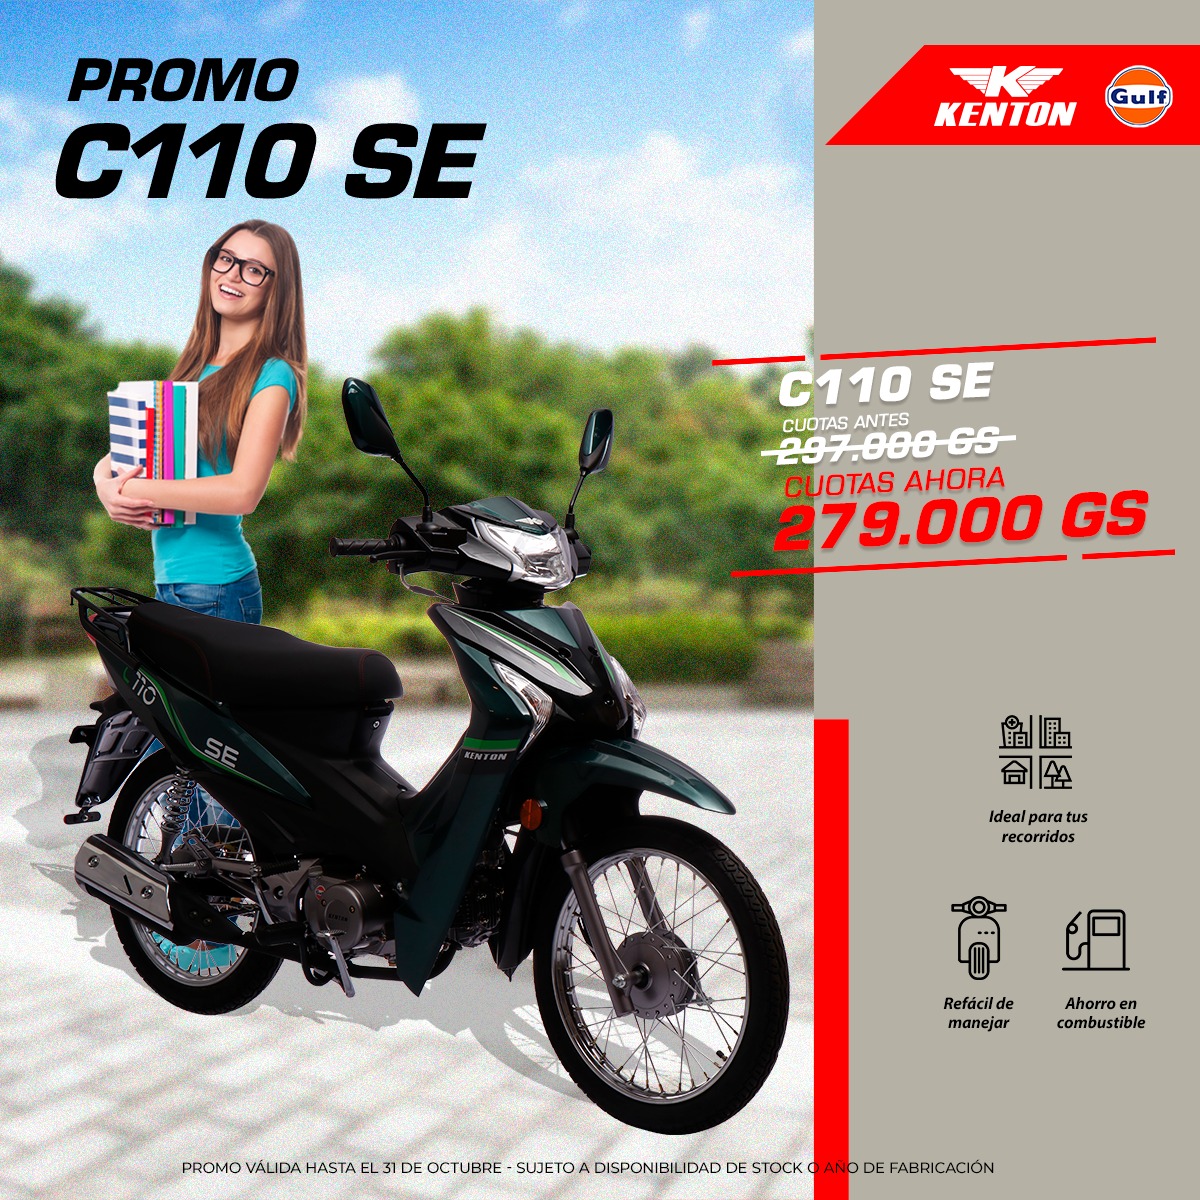 PROMO
C110 SE
KENTON
Gulf
C110 SE
CUOTAS ANTES
297.000 GS
CUOTAS AHORA
279.000 GS
C110
SE
KENTON
KENTON
Ideal para tus
recorridos
Refácil de
manejar
Ahorro en
combustible
PROMO VÁLIDA HASTA EL 31 DE OCTUBRE - SUJETO A DISPONIBILIDAD DE STOCK O AÑO DE FABRICACIÓN